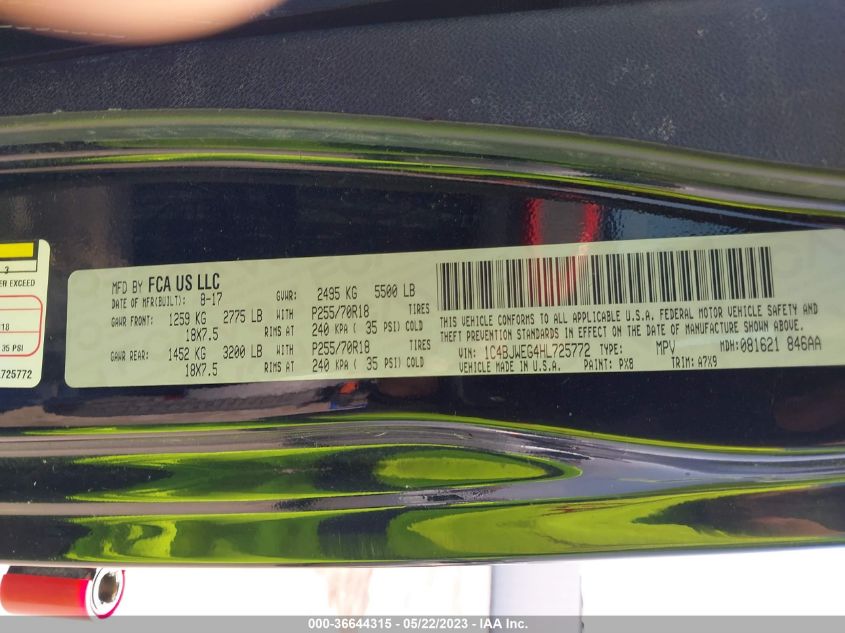 3
ER EXCEED
18
35 PSI
L725772
MFD BY FCA US LLC
DATE OF MFR(BUILT): 8-17 GVWR: 2495 KG 5500 LB
GAWR FRONT: 1259 KG 2775 LB WITH P255/70R18 TIRES
18X7.5 RIMS AT 240 KPA ( 35 PSI) COLD
GAWR REAR: 1452 KG 3200 LB WITH P255/70R18 TIRES
18X7.5 RIMS AT 240 KPA ( 35 PSI) COLD
THIS VEHICLE CONFORMS TO ALL APPLICABLE U.S.A. FEDERAL MOTOR VEHICLE SAFETY AND
THEFT PREVENTION STANDARDS IN EFFECT ON THE DATE OF MANUFACTURE SHOWN ABOVE.
VIN: 1C4BJWEG4HL725772 TYPE: MPV MDH: 081621 846AA
VEHICLE MADE IN U.S.A. PAINT: PX8 TRIM: A7X9
000-36644315 - 05/22/2023 - IAA Inc.